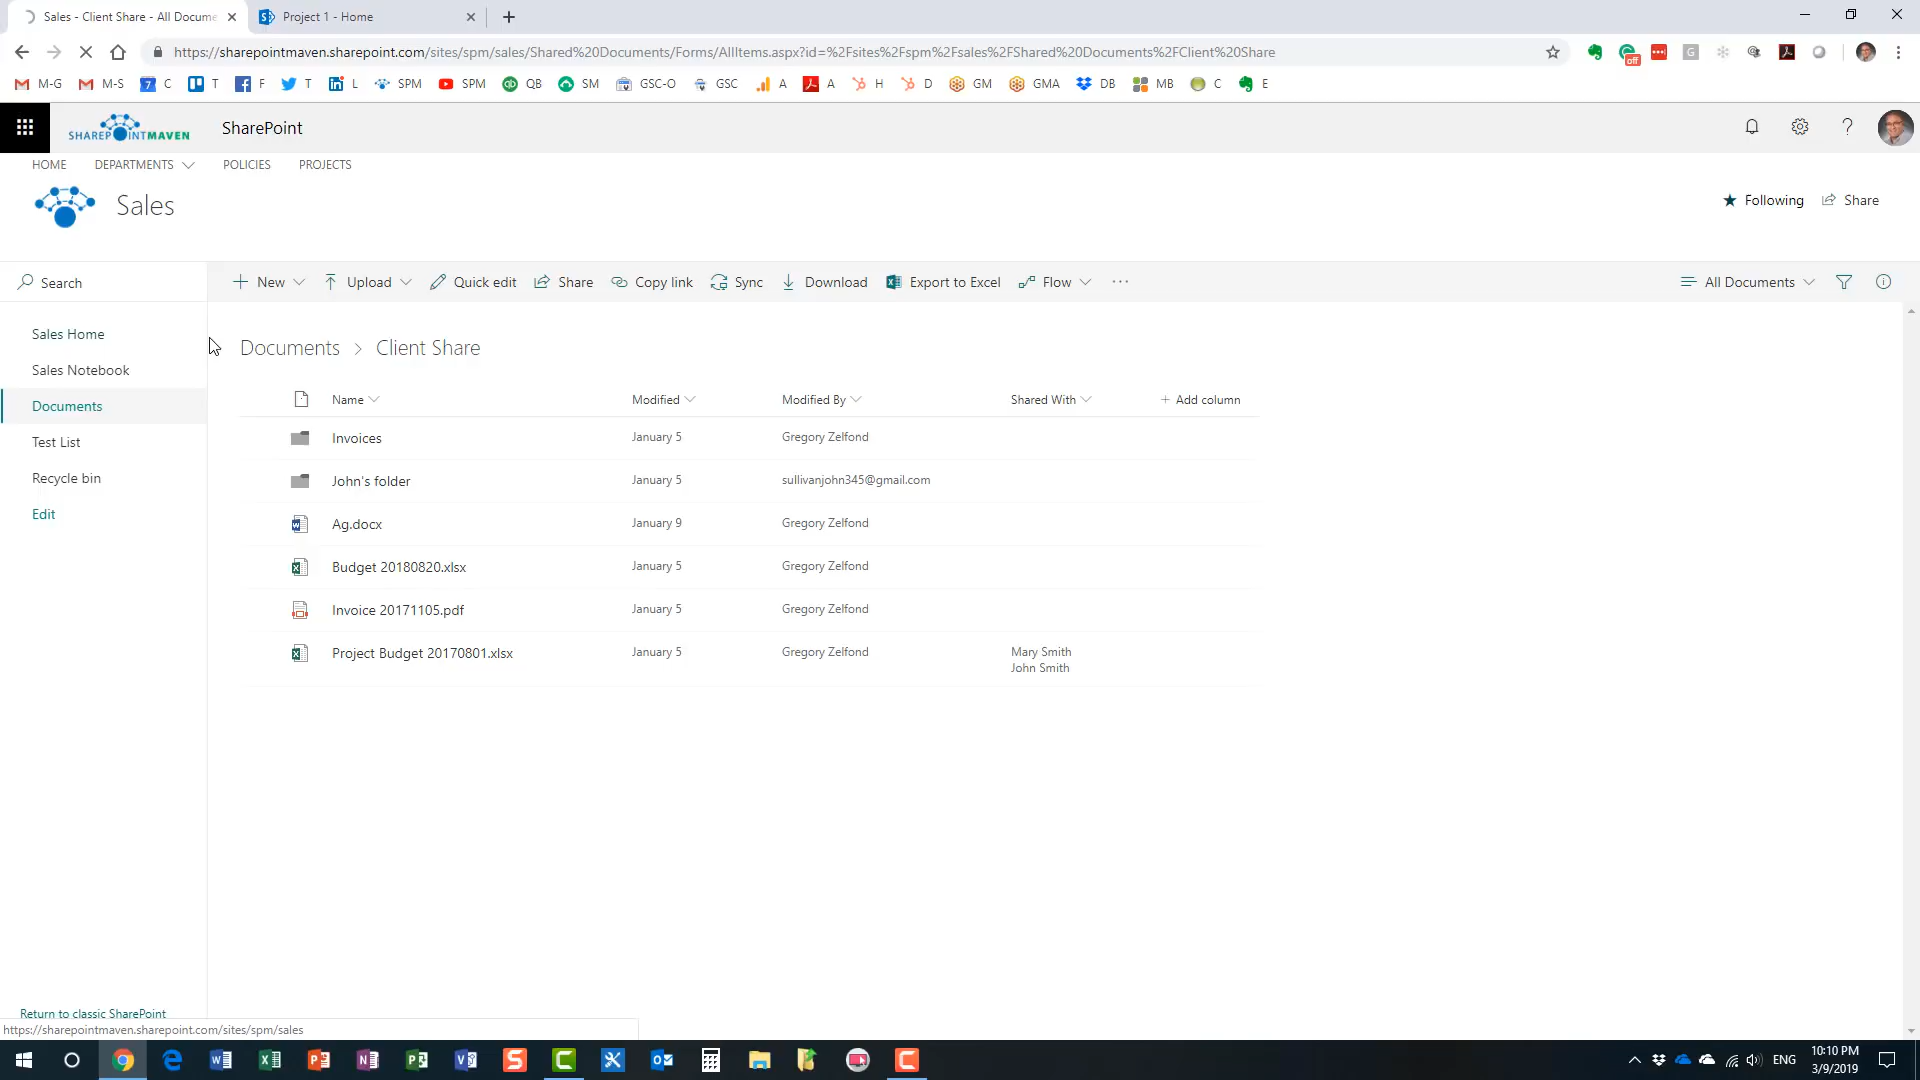 Sales - Client Share - All Docume
Project 1 - Home
https://sharepointmaven.sharepoint.com/sites/spm/sales/Shared%20Documents/Forms/AllItems.aspx?id=%2Fsites%2Fspm%2Fsales%2FShared%20Documents%2FClient%20Share
off
M-G M-S 7 C T F T L SPM SPM QB SM GSC-O GSC A A H D GM GMA DB MB C E
SHAREPOINTMAVEN SharePoint
HOME DEPARTMENTS POLICIES PROJECTS
Sales
Following Share
Search
New Upload Quick edit Share Copy link Sync Download Export to Excel Flow ... All Documents
Sales Home
Sales Notebook
Documents
Test List
Recycle bin
Edit
Documents > Client Share
Name Modified Modified By Shared With + Add column
Invoices January 5 Gregory Zelfond
John's folder January 5 sullivanjohn345@gmail.com
Ag.docx January 9 Gregory Zelfond
Budget 20180820.xlsx January 5 Gregory Zelfond
Invoice 20171105.pdf January 5 Gregory Zelfond
Project Budget 20170801.xlsx January 5 Gregory Zelfond Mary Smith
John Smith
Return to classic SharePoint
https://sharepointmaven.sharepoint.com/sites/spm/sales
ENG
10:10 PM
3/9/2019